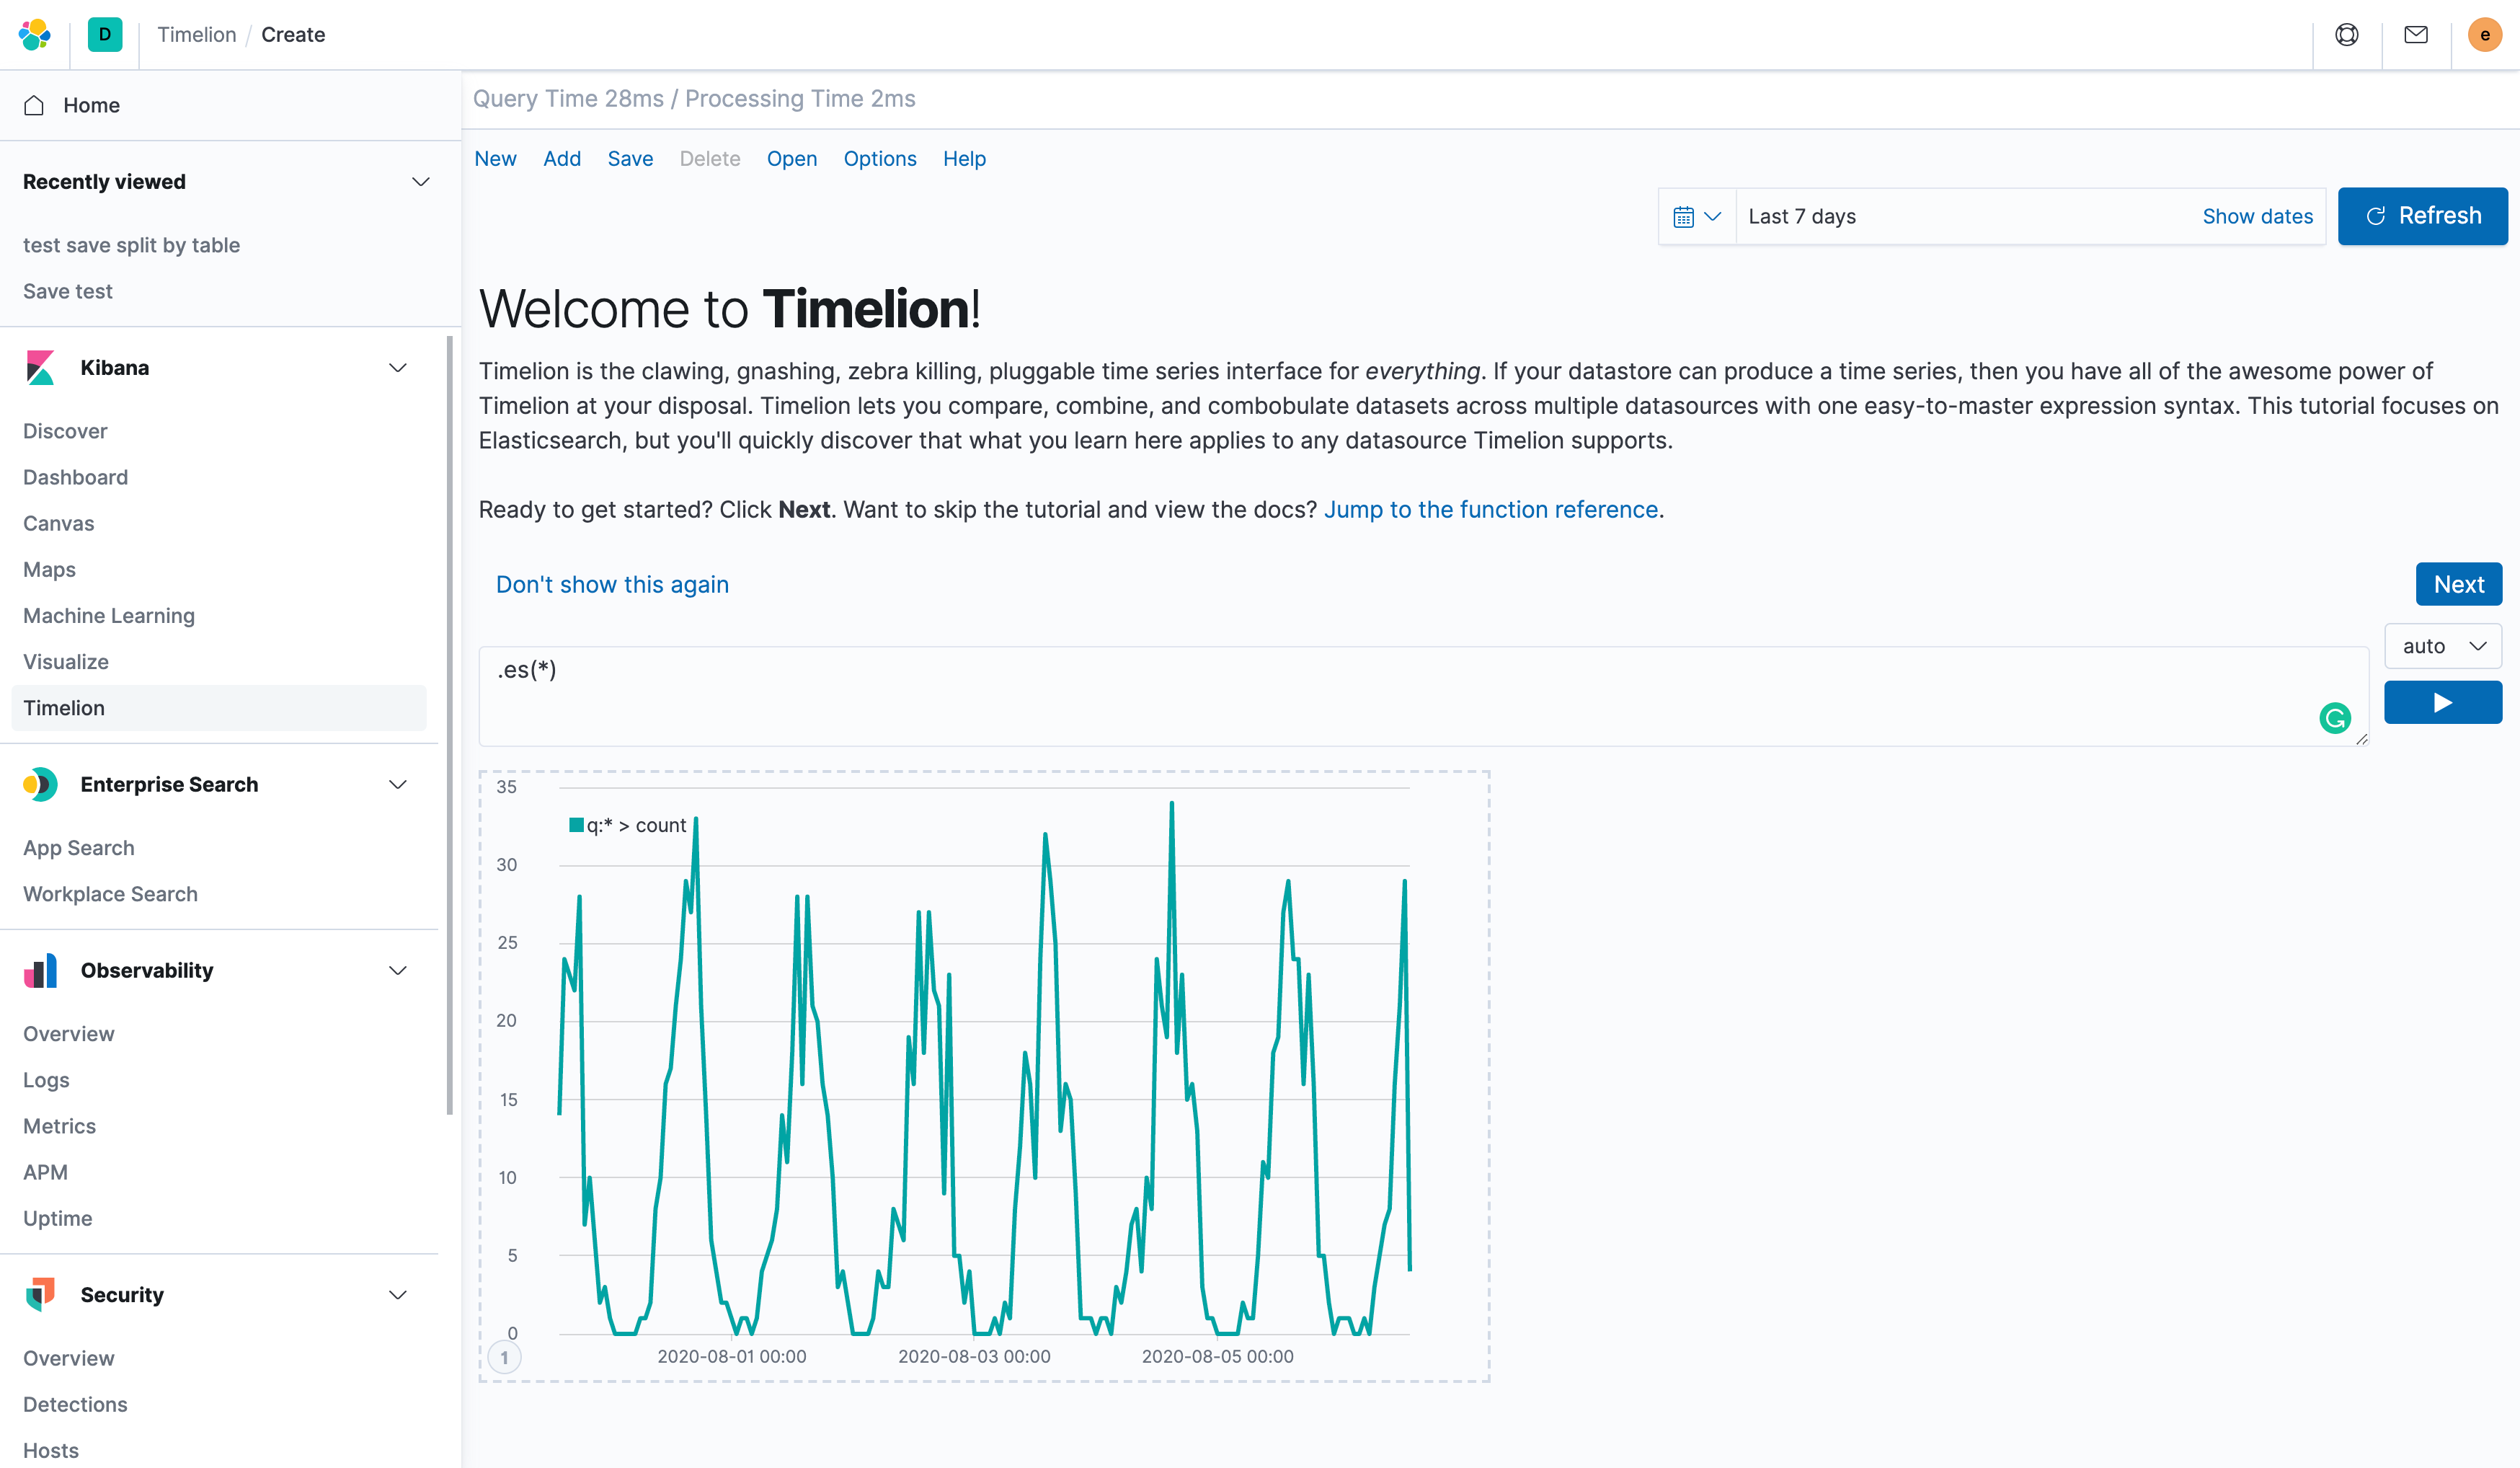 D
Timelion / Create
e
Home
Recently viewed
test save split by table
Save test
Kibana
Discover
Dashboard
Canvas
Maps
Machine Learning
Visualize
Timelion
Enterprise Search
App Search
Workplace Search
Observability
Overview
Logs
Metrics
APM
Uptime
Security
Overview
Detections
Hosts
Query Time 28ms / Processing Time 2ms
New Add Save Delete Open Options Help
Last 7 days Show dates Refresh
Welcome to Timelion!
Timelion is the clawing, gnashing, zebra killing, pluggable time series interface for everything. If your datastore can produce a time series, then you have all of the awesome power of
Timelion at your disposal. Timelion lets you compare, combine, and combobulate datasets across multiple datasources with one easy-to-master expression syntax. This tutorial focuses on
Elasticsearch, but you'll quickly discover that what you learn here applies to any datasource Timelion supports.
Ready to get started? Click Next. Want to skip the tutorial and view the docs? Jump to the function reference.
Don't show this again
Next
auto
.es(*)
35
q:* > count
30
25
20
15
10
5
0
1
2020-08-01 00:00 2020-08-03 00:00 2020-08-05 00:00